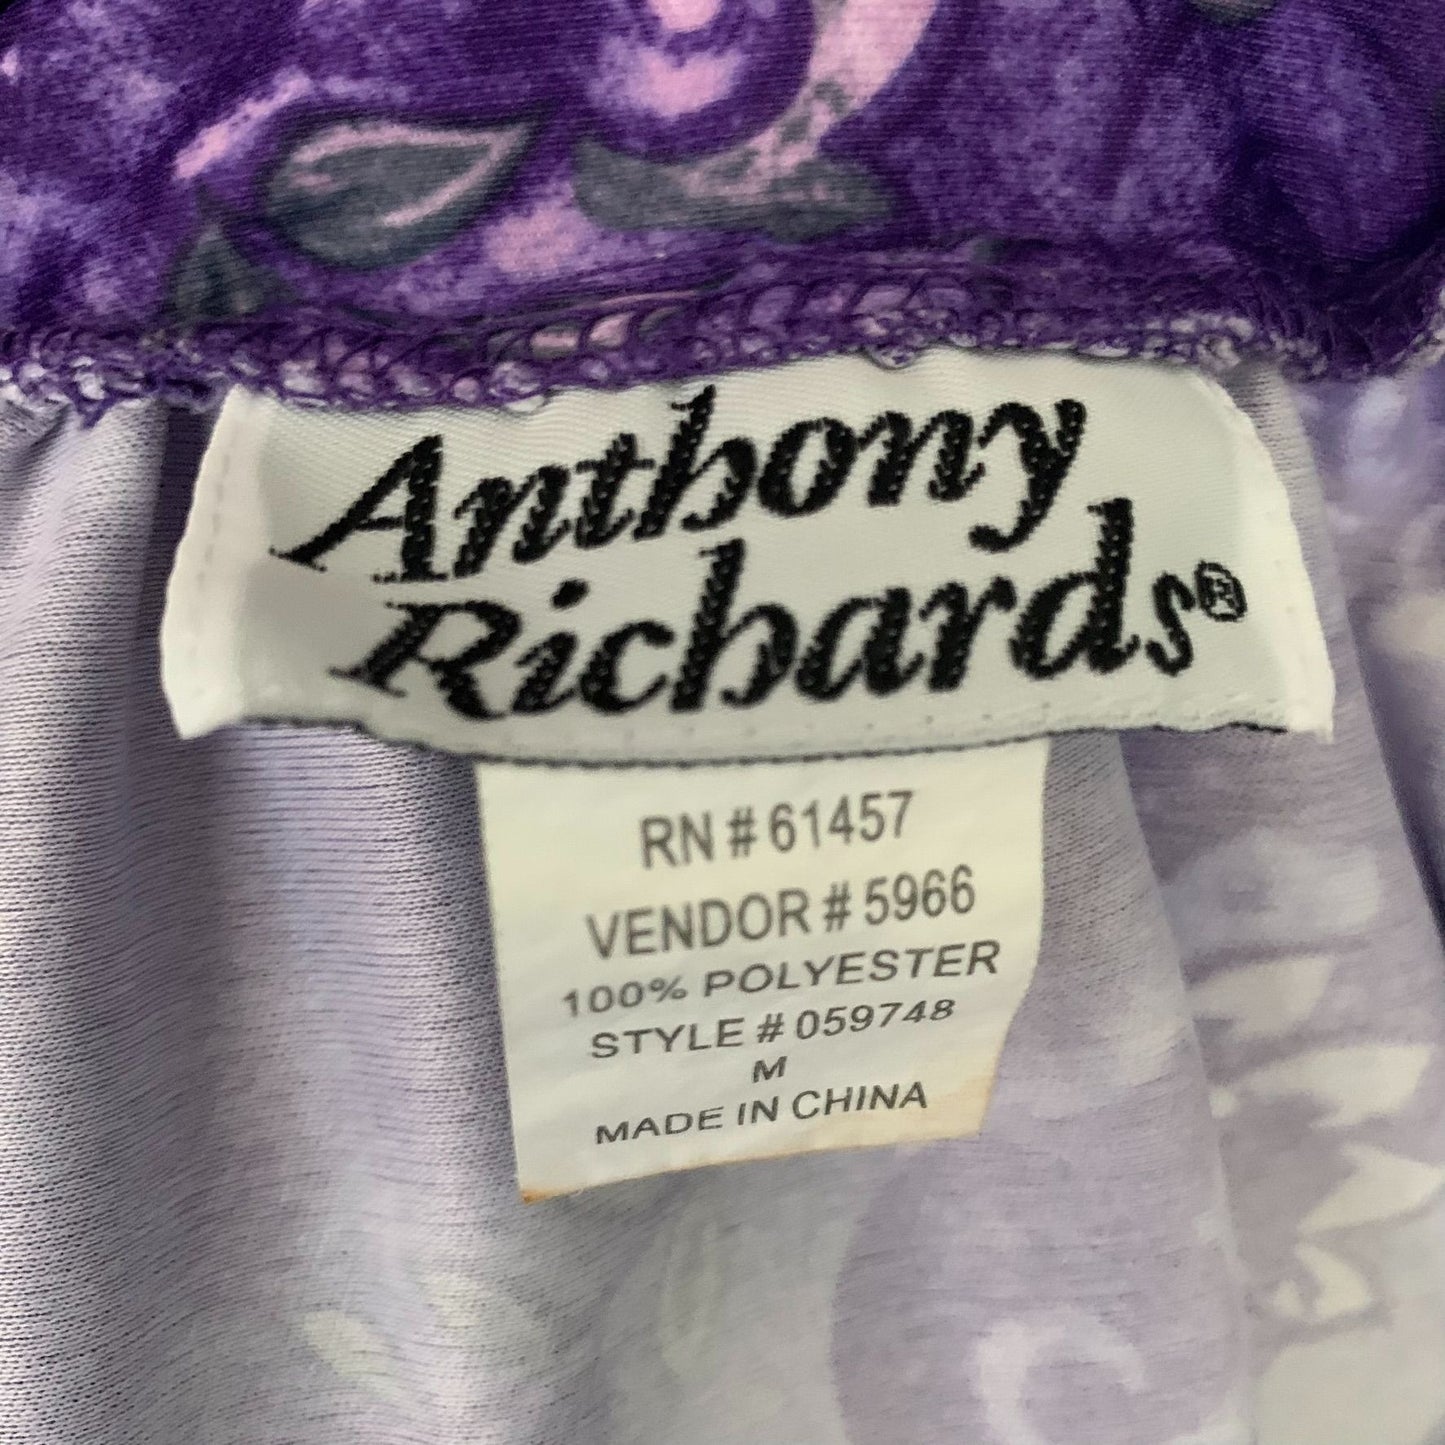 Anthony
Richards®
RN # 61457
VENDOR # 5966
100% POLYESTER
STYLE # 059748
M
MADE IN CHINA